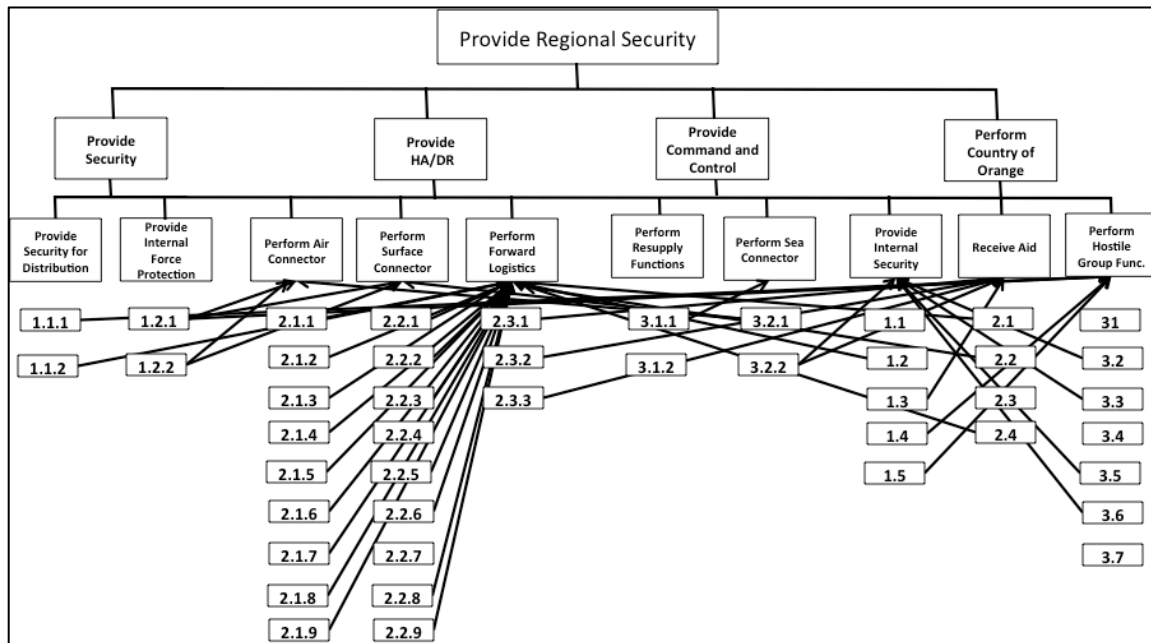 Provide Regional Security
Provide
Security
Provide
HA/DR
Provide
Command and
Control
Perform
Country of
Orange
Provide
Security for
Distribution
Provide
Internal
Force
Protection
Perform Air
Connector
Perform
Surface
Connector
Perform
Forward
Logistics
Perform
Resupply
Functions
Perform Sea
Connector
Provide
Internal
Security
Receive Aid
Perform
Hostile
Group Func.
1.1.1
1.2.1
2.1.1
2.2.1
2.3.1
3.1.1
3.2.1
1.1
2.1
31
1.1.2
1.2.2
2.1.2
2.2.2
2.3.2
3.1.2
3.2.2
1.2
2.2
3.2
2.1.3
2.2.3
2.3.3
1.3
2.3
3.3
2.1.4
2.2.4
1.4
2.4
3.4
2.1.5
2.2.5
1.5
3.5
2.1.6
2.2.6
3.6
2.1.7
2.2.7
3.7
2.1.8
2.2.8
2.1.9
2.2.9